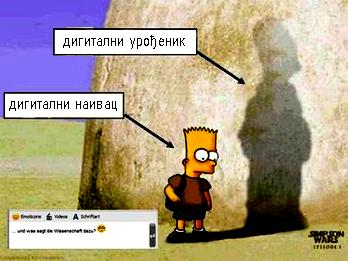 дигитални урођеник
дигитални наивац
Emoticons Videos Schriftart
... und was sagt die Wissenschaft dazu?
SIMPSON
WARS
EPISODE I